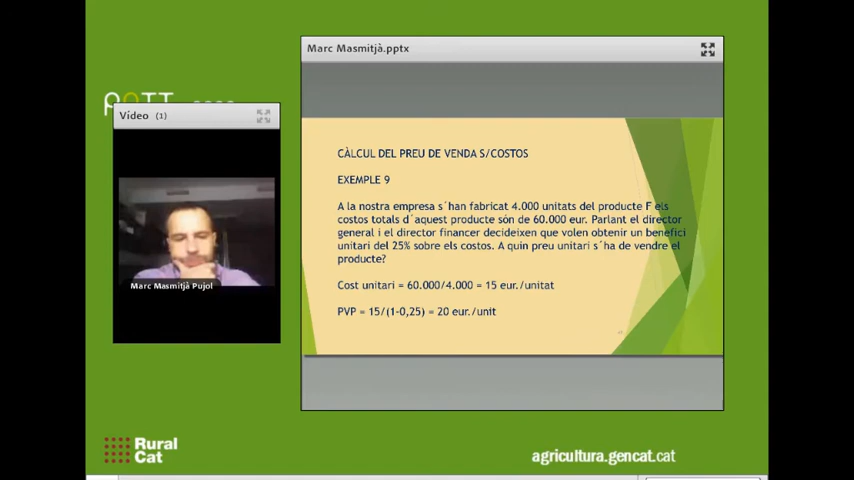 Marc Masmitjà.pptx
Vídeo (1)
Marc Masmitjà Pujol
CÀLCUL DEL PREU DE VENDA S/COSTOS
EXEMPLE 9
A la nostra empresa s´han fabricat 4.000 unitats del producte F els
costos totals d´aquest producte són de 60.000 eur. Parlant el director
general i el director financer decideixen que volen obtenir un benefici
unitari del 25% sobre els costos. A quin preu unitari s´ha de vendre el
producte?
Cost unitari = 60.000/4.000 = 15 eur./unitat
PVP = 15/(1-0,25) = 20 eur./unit
Rural
Cat
agricultura.gencat.cat